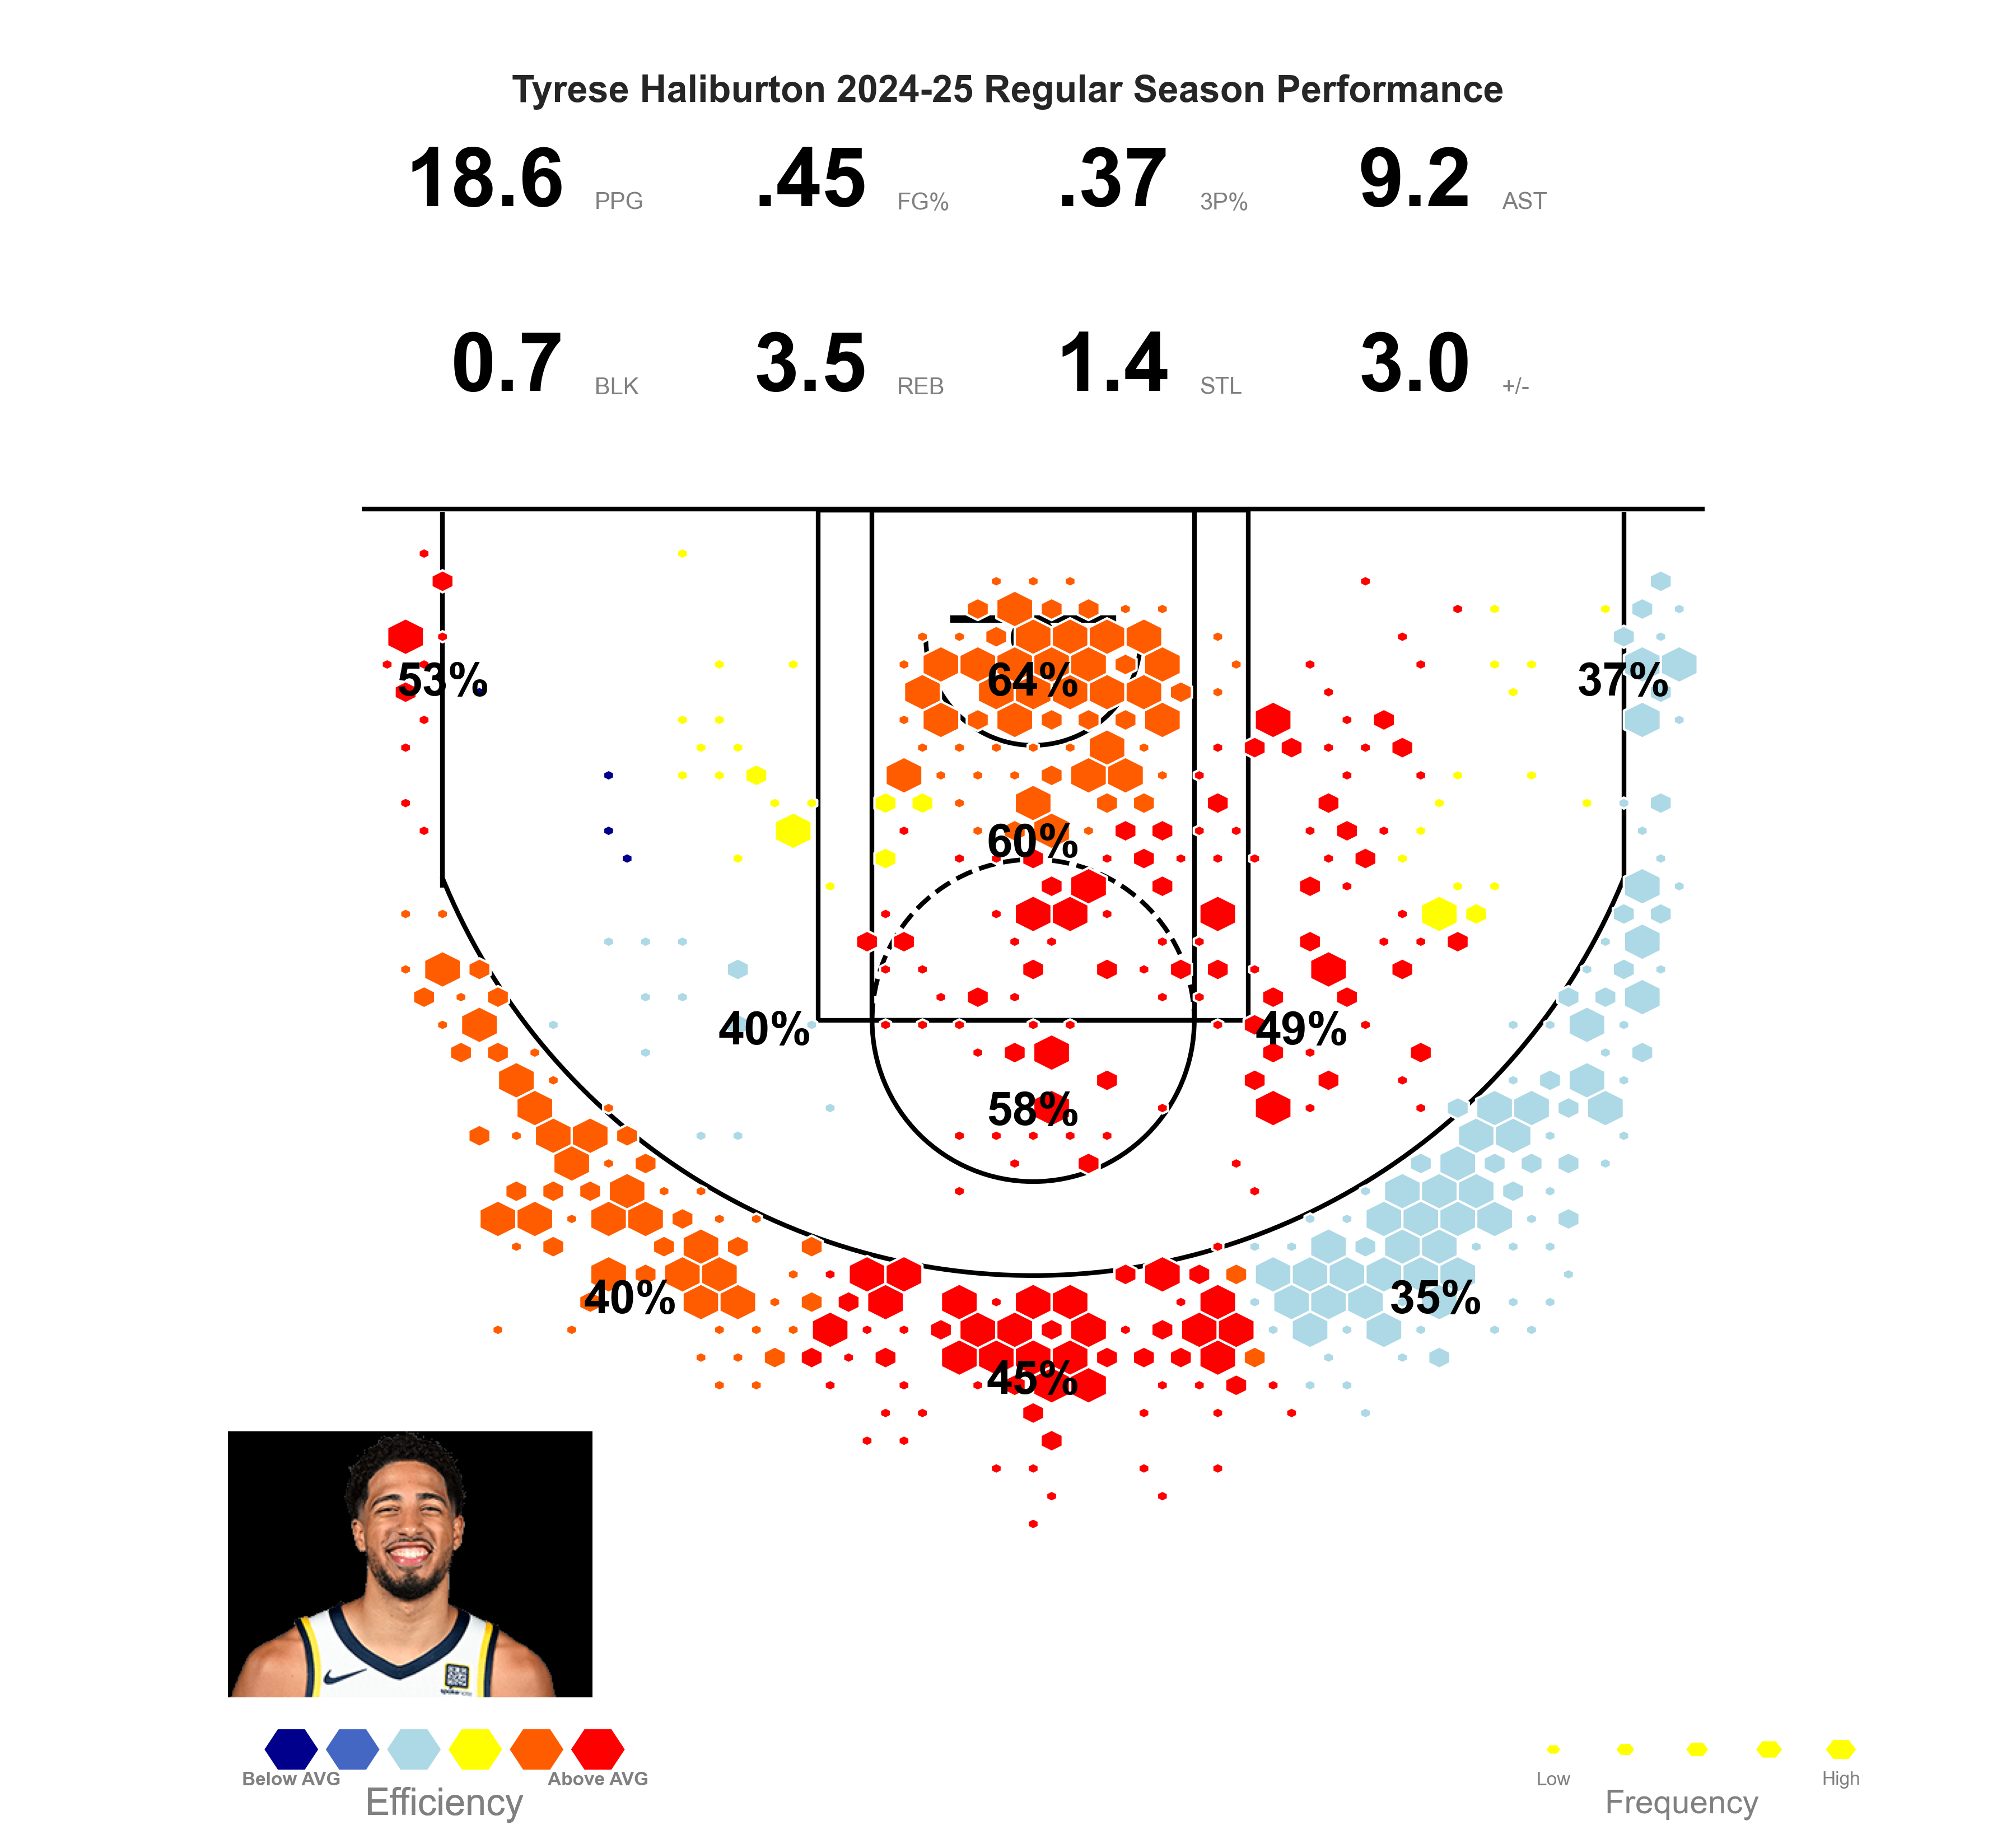 Tyrese Haliburton 2024-25 Regular Season Performance
18.6 PPG .45 FG% .37 3P% 9.2 AST
0.7 BLK 3.5 REB 1.4 STL 3.0 +/-
53% 64% 37%
60%
40% 49%
58%
40% 35%
45%
Below AVG Above AVG
Efficiency
Low High
Frequency